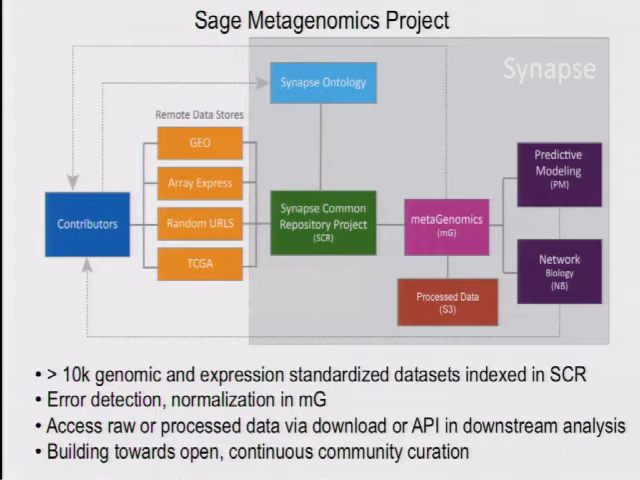 Sage Metagenomics Project
Synapse
Synapse Ontology
Remote Data Stores
GEO
Array Express
Random URLS
TCGA
Contributors
Synapse Common
Repository Project
(SCR)
metaGenomics
(mG)
Predictive
Modeling
(PM)
Network
Biology
(NB)
Processed Data
(S3)
• > 10k genomic and expression standardized datasets indexed in SCR
• Error detection, normalization in mG
• Access raw or processed data via download or API in downstream analysis
• Building towards open, continuous community curation